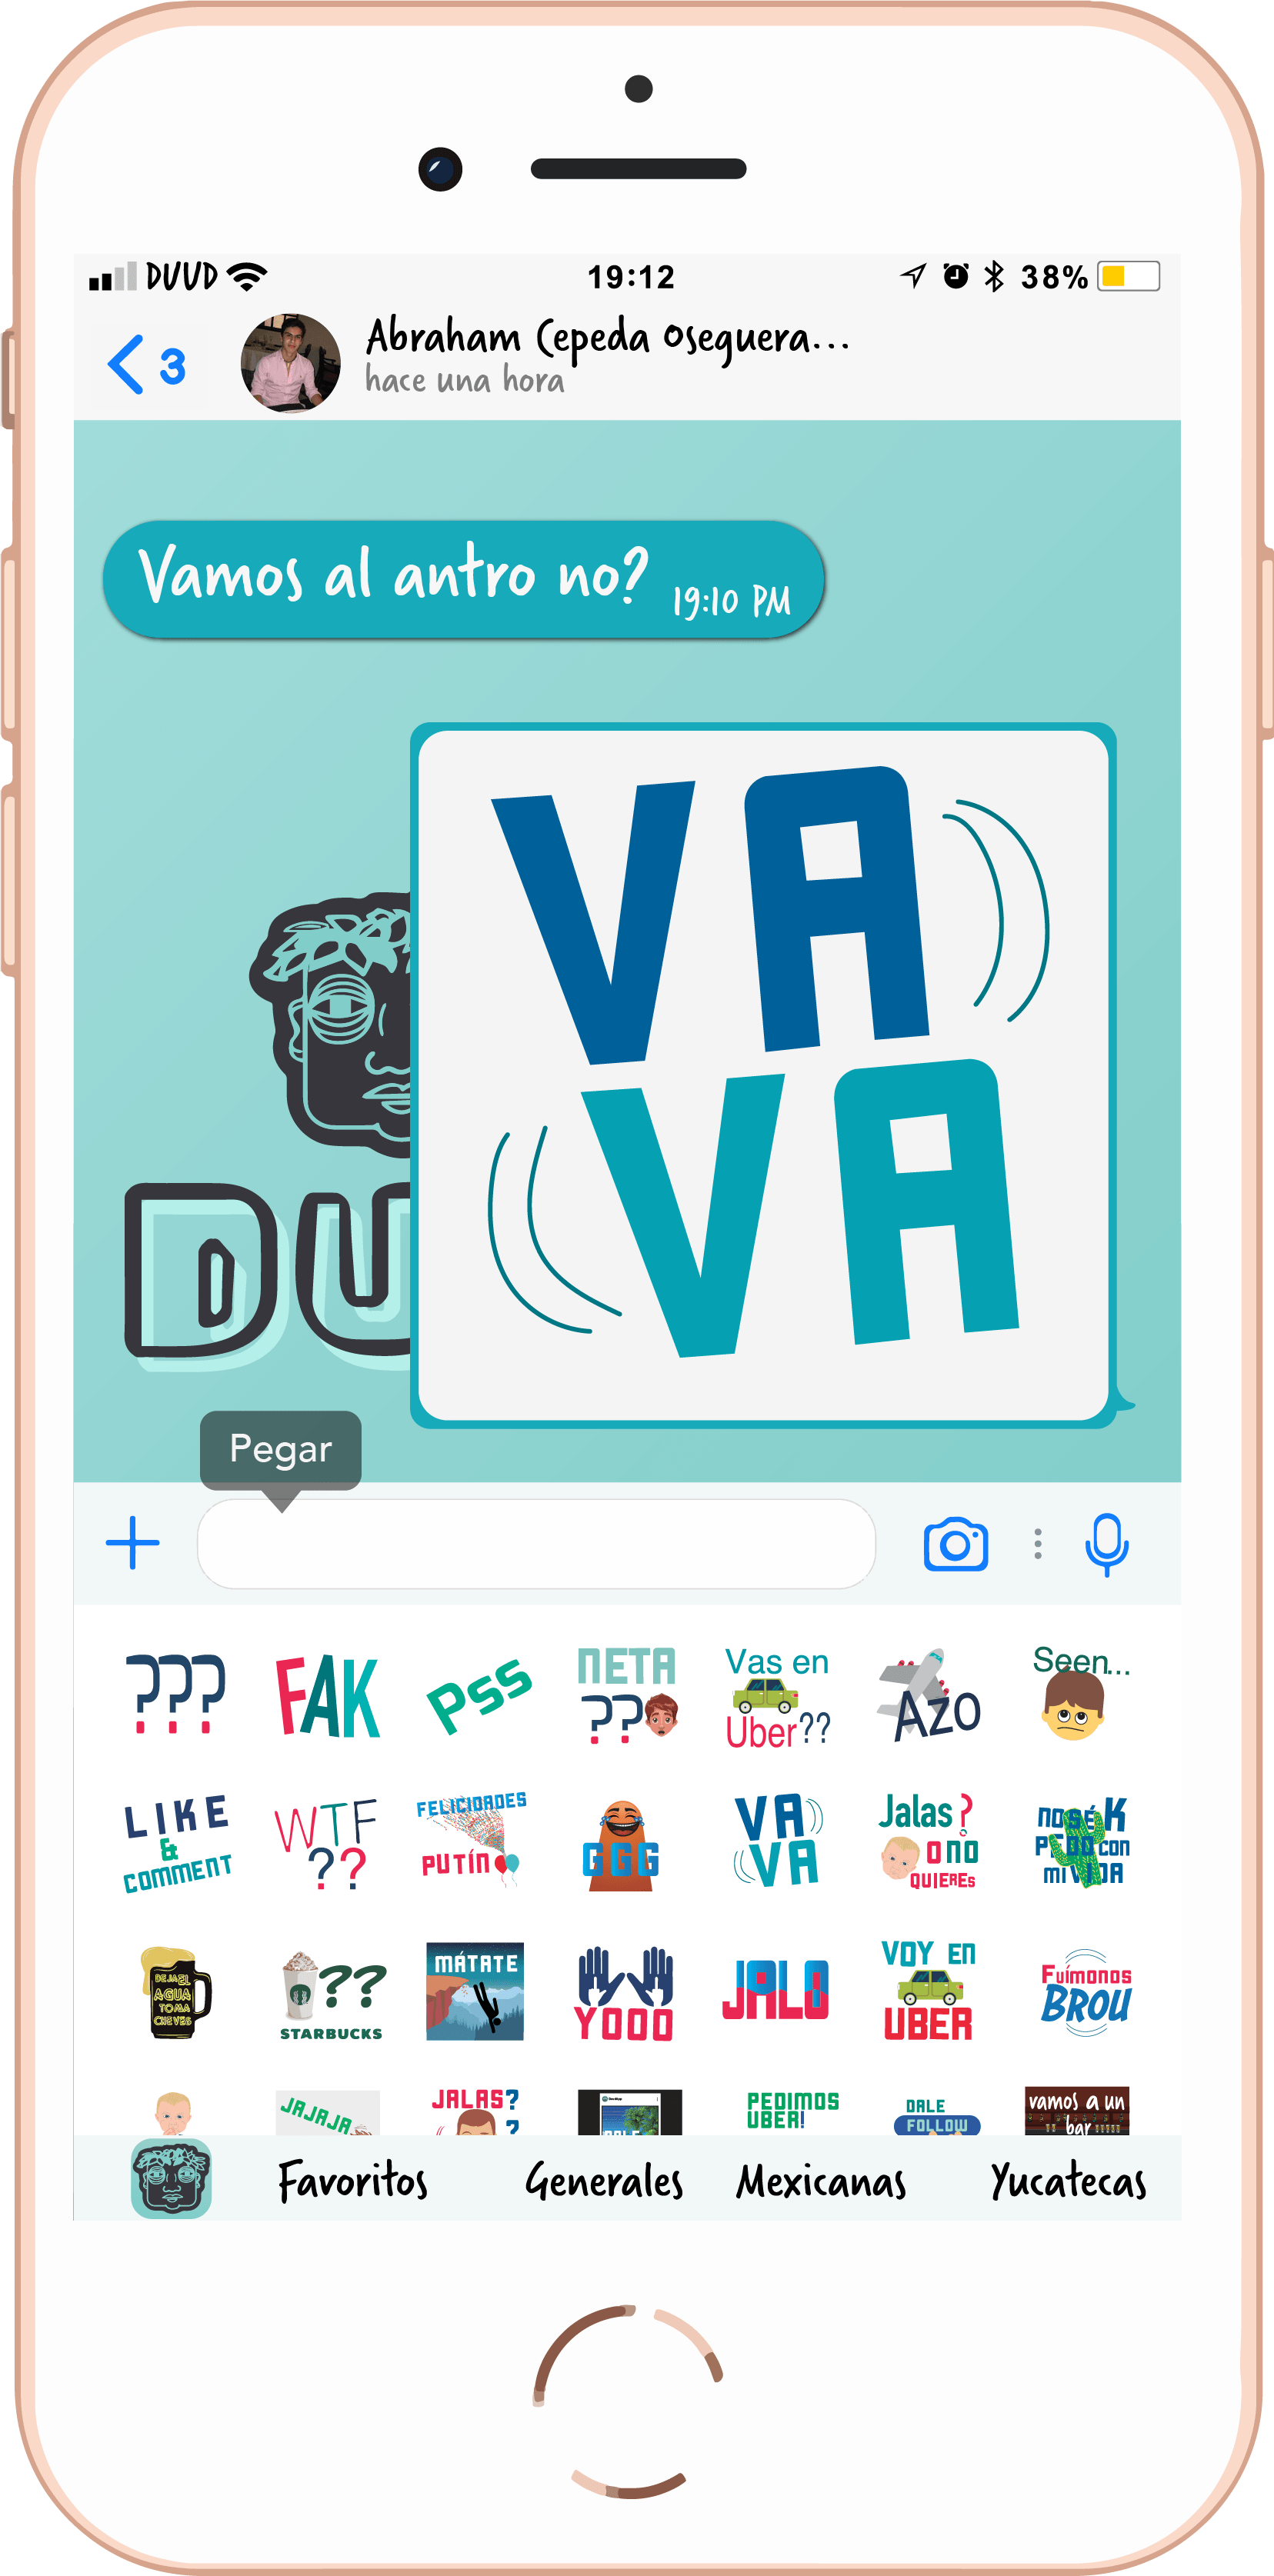 DUUD 19:12 38%
3 Abraham Cepeda Oseguera...
hace una hora
Vamos al antro no? 19:10 PM
VA
VA
DU
Pegar
???
FAK
Pss
NETA
??
Vas en
Uber??
Azo
Seen...
LIKE
&
COMMENT
WTF
??
FELICIDADES
PUTÍN
GGG
VA
VA
Jalas?
O NO
QUIEREs
NO SÉ K
PEDO CON
MI VIDA
DEJA EL
AGUA
TOMA
CHEVES
??
STARBUCKS
MÁTATE
YOOO
JALO
VOY EN
UBER
Fuímonos
BROU
JAJAJA
JALAS?
?
PEDIMOS
UBER!
DALE
FOLLOW
vamos a un
bar
Favoritos Generales Mexicanas Yucatecas